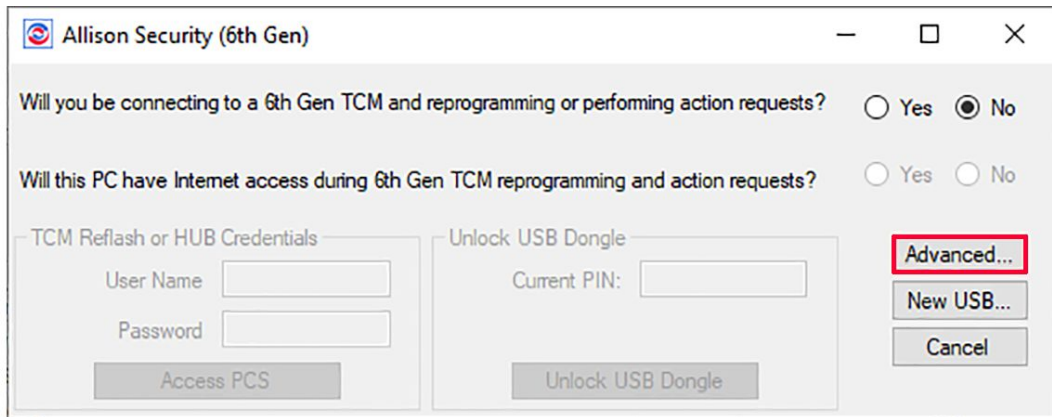 Allison Security (6th Gen)
Will you be connecting to a 6th Gen TCM and reprogramming or performing action requests? Yes No
Will this PC have Internet access during 6th Gen TCM reprogramming and action requests? Yes No
TCM Reflash or HUB Credentials
User Name
Password
Access PCS
Unlock USB Dongle
Current PIN:
Unlock USB Dongle
Advanced...
New USB...
Cancel